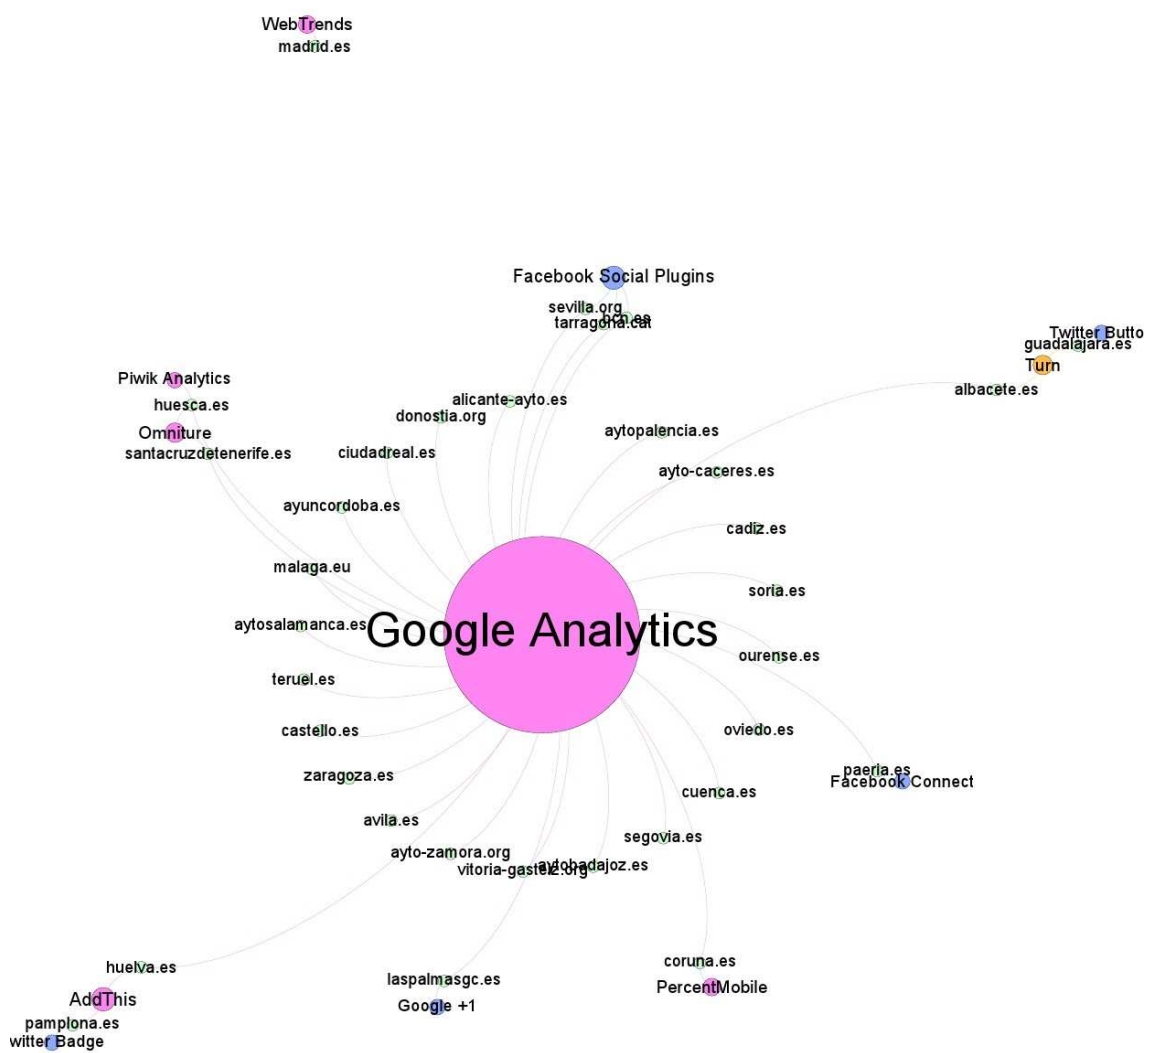 WebTrends
madrid.es
Facebook Social Plugins
sevilla.org
bcn.es
tarragona.cat
Twitter Butto
guadalajara.es
Turn
albacete.es
Piwik Analytics
huesca.es
Omniture
santacruzdetenerife.es
alicante-ayto.es
donostia.org
ciudadreal.es
aytopalencia.es
ayto-caceres.es
ayuncordoba.es
cadiz.es
malaga.eu
soria.es
aytosalamanca.es
Google Analytics
ourense.es
teruel.es
castello.es
oviedo.es
zaragoza.es
paeria.es
Facebook Connect
cuenca.es
avila.es
segovia.es
ayto-zamora.org
vitoria-gasteiz.org
aytobadajoz.es
huelva.es
coruna.es
laspalmasgc.es
PercentMobile
AddThis
Google +1
pamplona.es
witter Badge